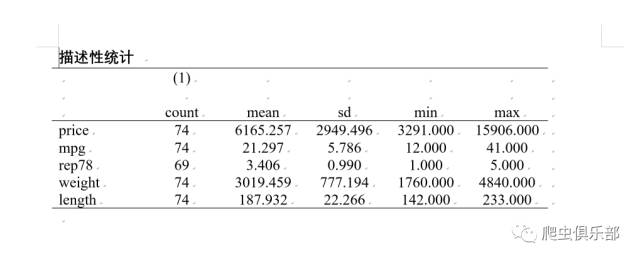 描述性统计
(1)
count mean sd min max
price 74 6165.257 2949.496 3291.000 15906.000
mpg 74 21.297 5.786 12.000 41.000
rep78 69 3.406 0.990 1.000 5.000
weight 74 3019.459 777.194 1760.000 4840.000
length 74 187.932 22.266 142.000 233.000
爬虫俱乐部